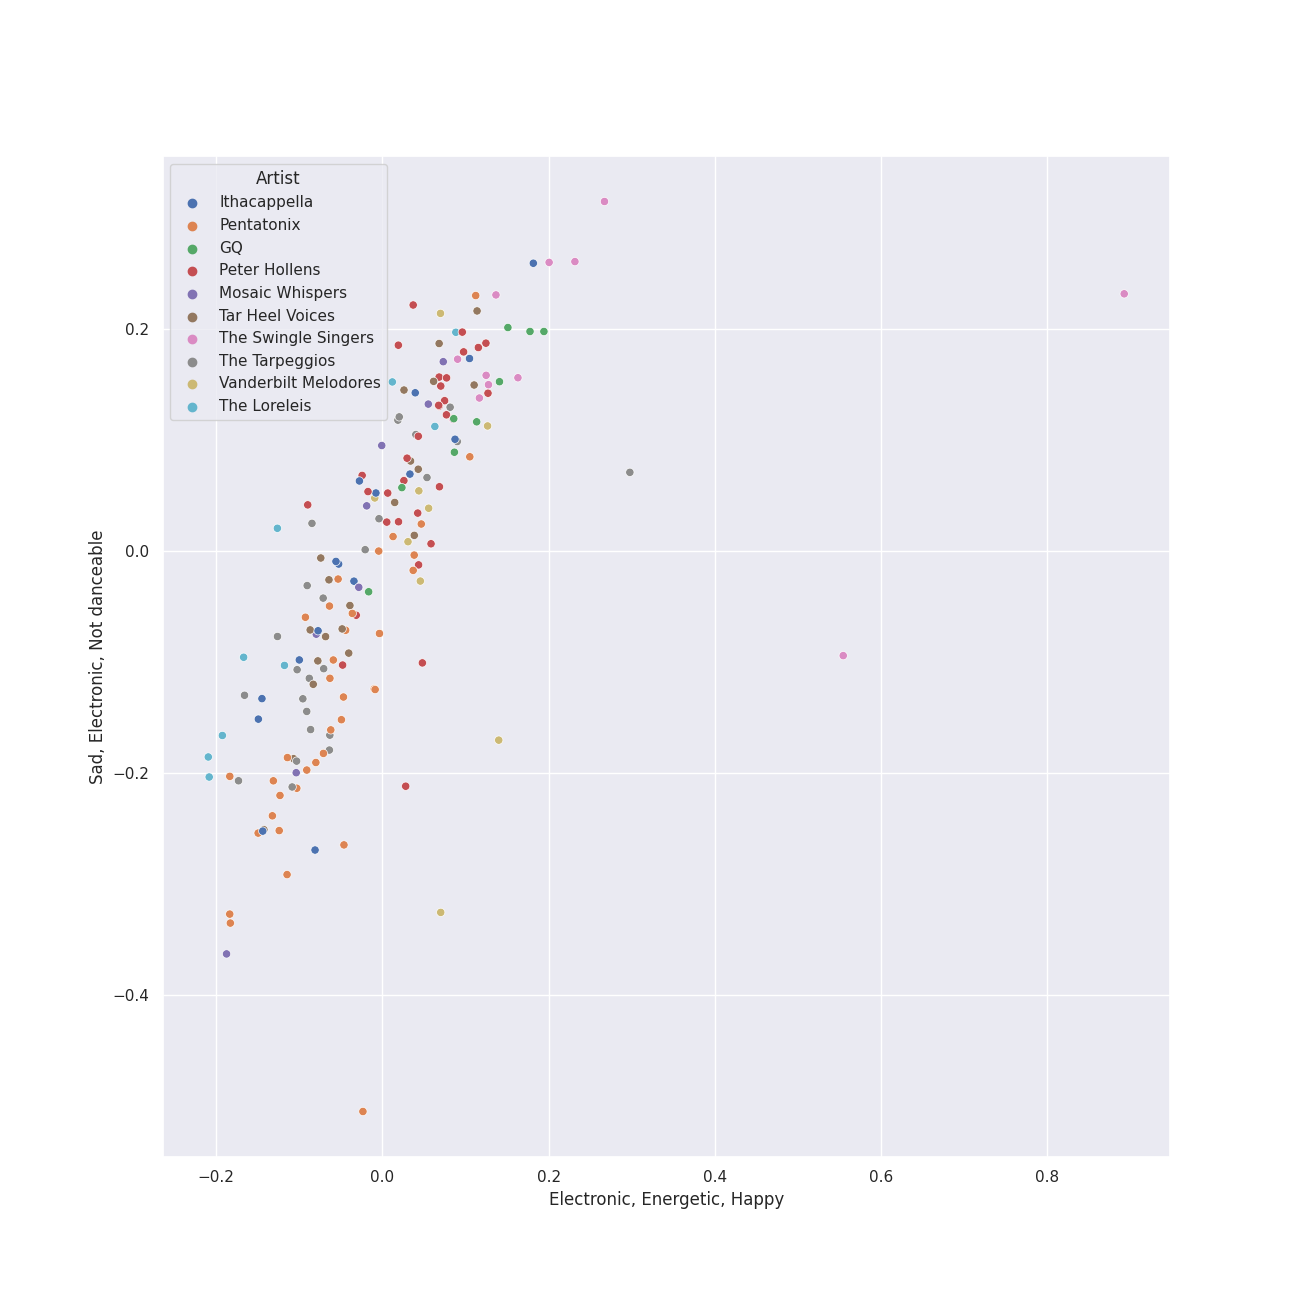 Artist
Ithacappella
Pentatonix
GQ
Peter Hollens
Mosaic Whispers
Tar Heel Voices
The Swingle Singers
The Tarpeggios
Vanderbilt Melodores
The Loreleis
0.2
0.0
−0.2
−0.4
Sad, Electronic, Not danceable
−0.2 0.0 0.2 0.4 0.6 0.8
Electronic, Energetic, Happy